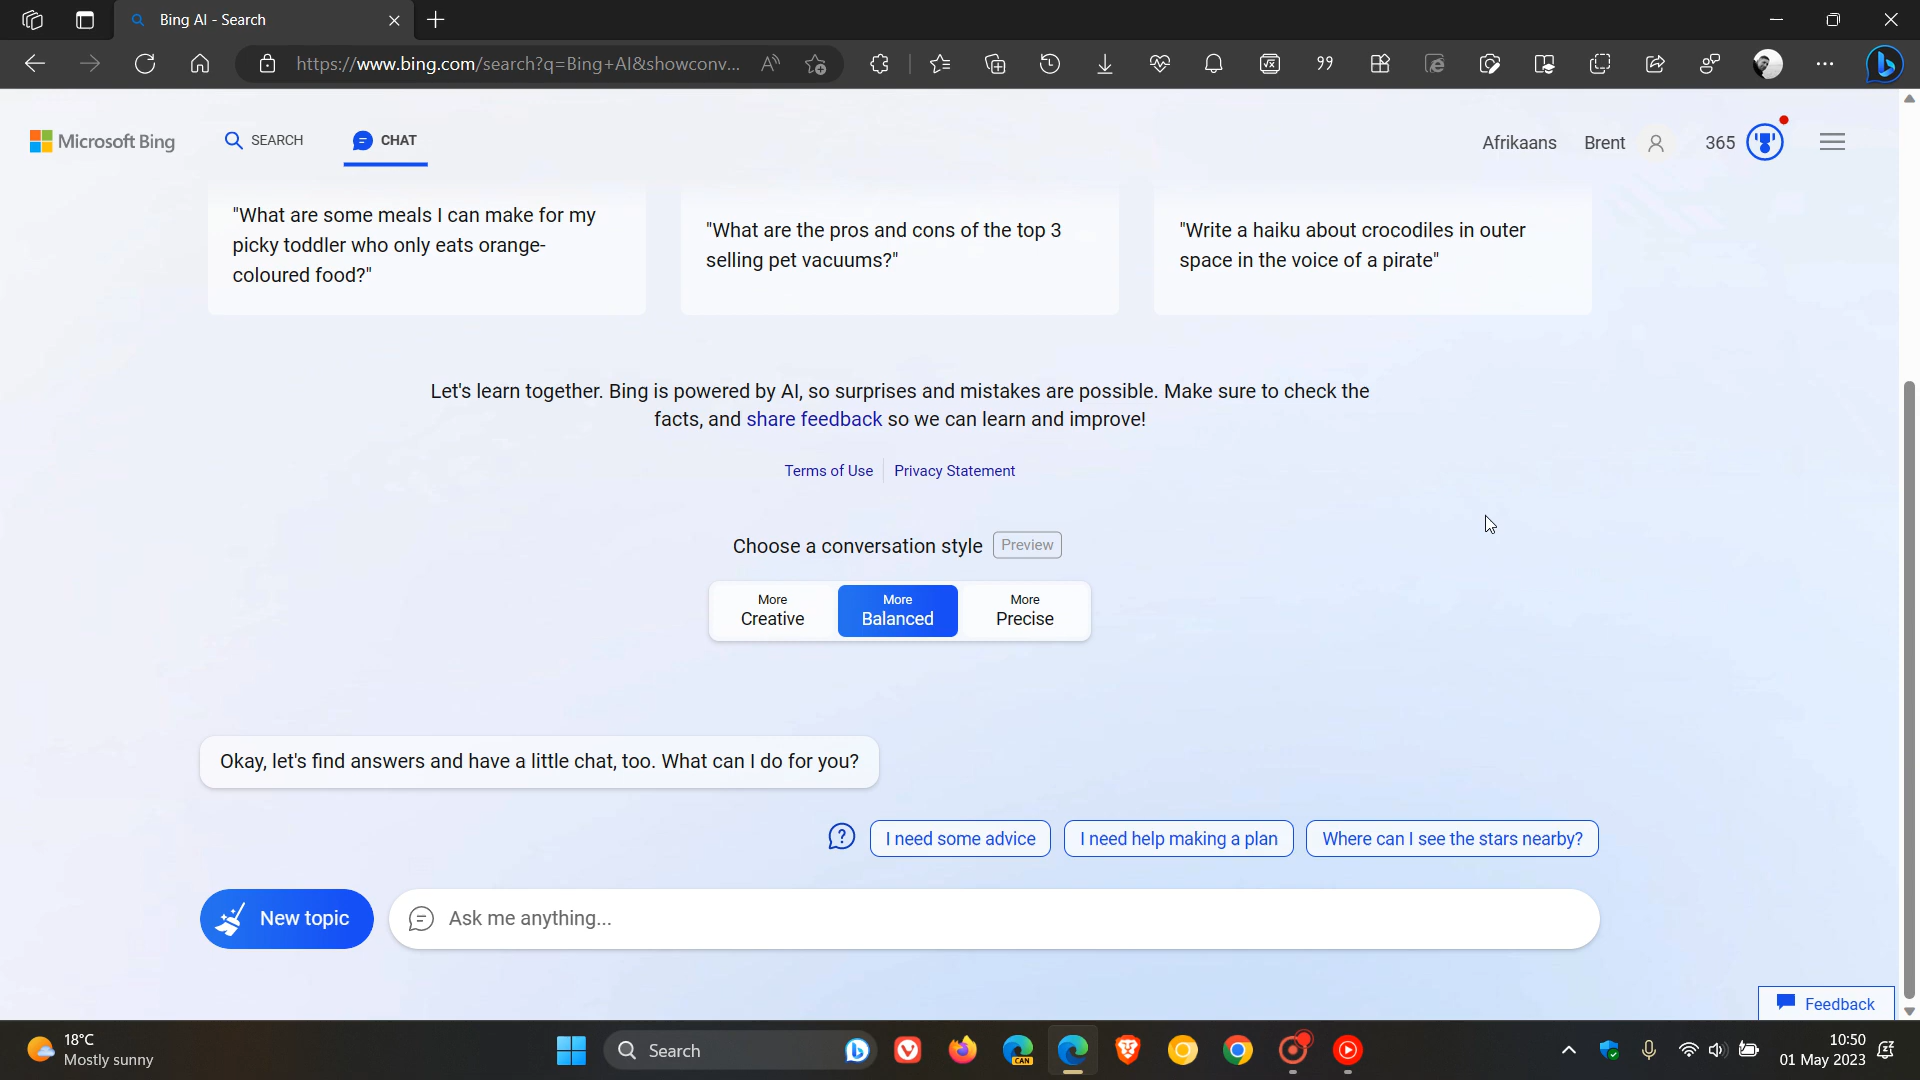 Bing AI - Search
https://www.bing.com/search?q=Bing+AI&showconv...
Microsoft Bing
SEARCH
CHAT
Afrikaans
Brent
365
"What are some meals I can make for my
picky toddler who only eats orange-
coloured food?"
"What are the pros and cons of the top 3
selling pet vacuums?"
"Write a haiku about crocodiles in outer
space in the voice of a pirate"
Let's learn together. Bing is powered by AI, so surprises and mistakes are possible. Make sure to check the
facts, and share feedback so we can learn and improve!
Terms of Use
Privacy Statement
Choose a conversation style
Preview
More
Creative
More
Balanced
More
Precise
Okay, let's find answers and have a little chat, too. What can I do for you?
I need some advice
I need help making a plan
Where can I see the stars nearby?
New topic
Ask me anything...
Feedback
18°C
Mostly sunny
Search
CAN
10:50
01 May 2023